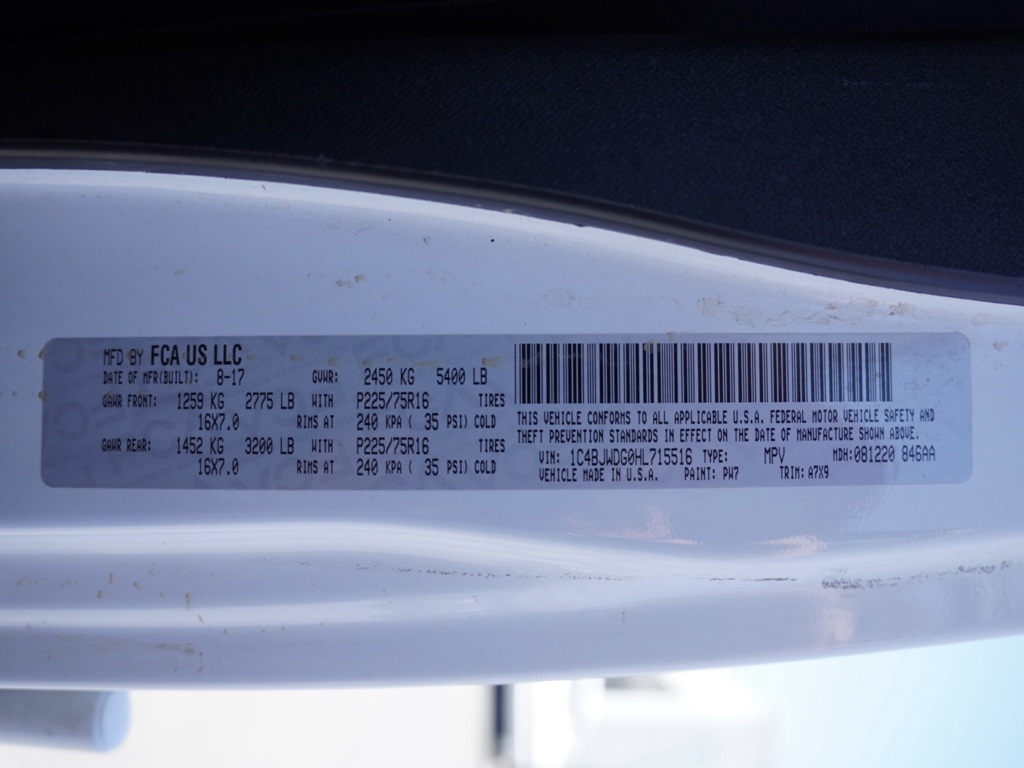 MFD BY FCA US LLC
DATE OF MFR(BUILT): 8-17 GVWR: 2450 KG 5400 LB
GAWR FRONT: 1259 KG 2775 LB WITH P225/75R16 TIRES
16X7.0 RIMS AT 240 KPA ( 35 PSI) COLD
GAWR REAR: 1452 KG 3200 LB WITH P225/75R16 TIRES
16X7.0 RIMS AT 240 KPA ( 35 PSI) COLD
THIS VEHICLE CONFORMS TO ALL APPLICABLE U.S.A. FEDERAL MOTOR VEHICLE SAFETY AND
THEFT PREVENTION STANDARDS IN EFFECT ON THE DATE OF MANUFACTURE SHOWN ABOVE.
VIN: 1C4BJWDG0HL715516 TYPE: MPV MDH: 081220 846AA
VEHICLE MADE IN U.S.A. PAINT: PW7 TRIM: A7X9